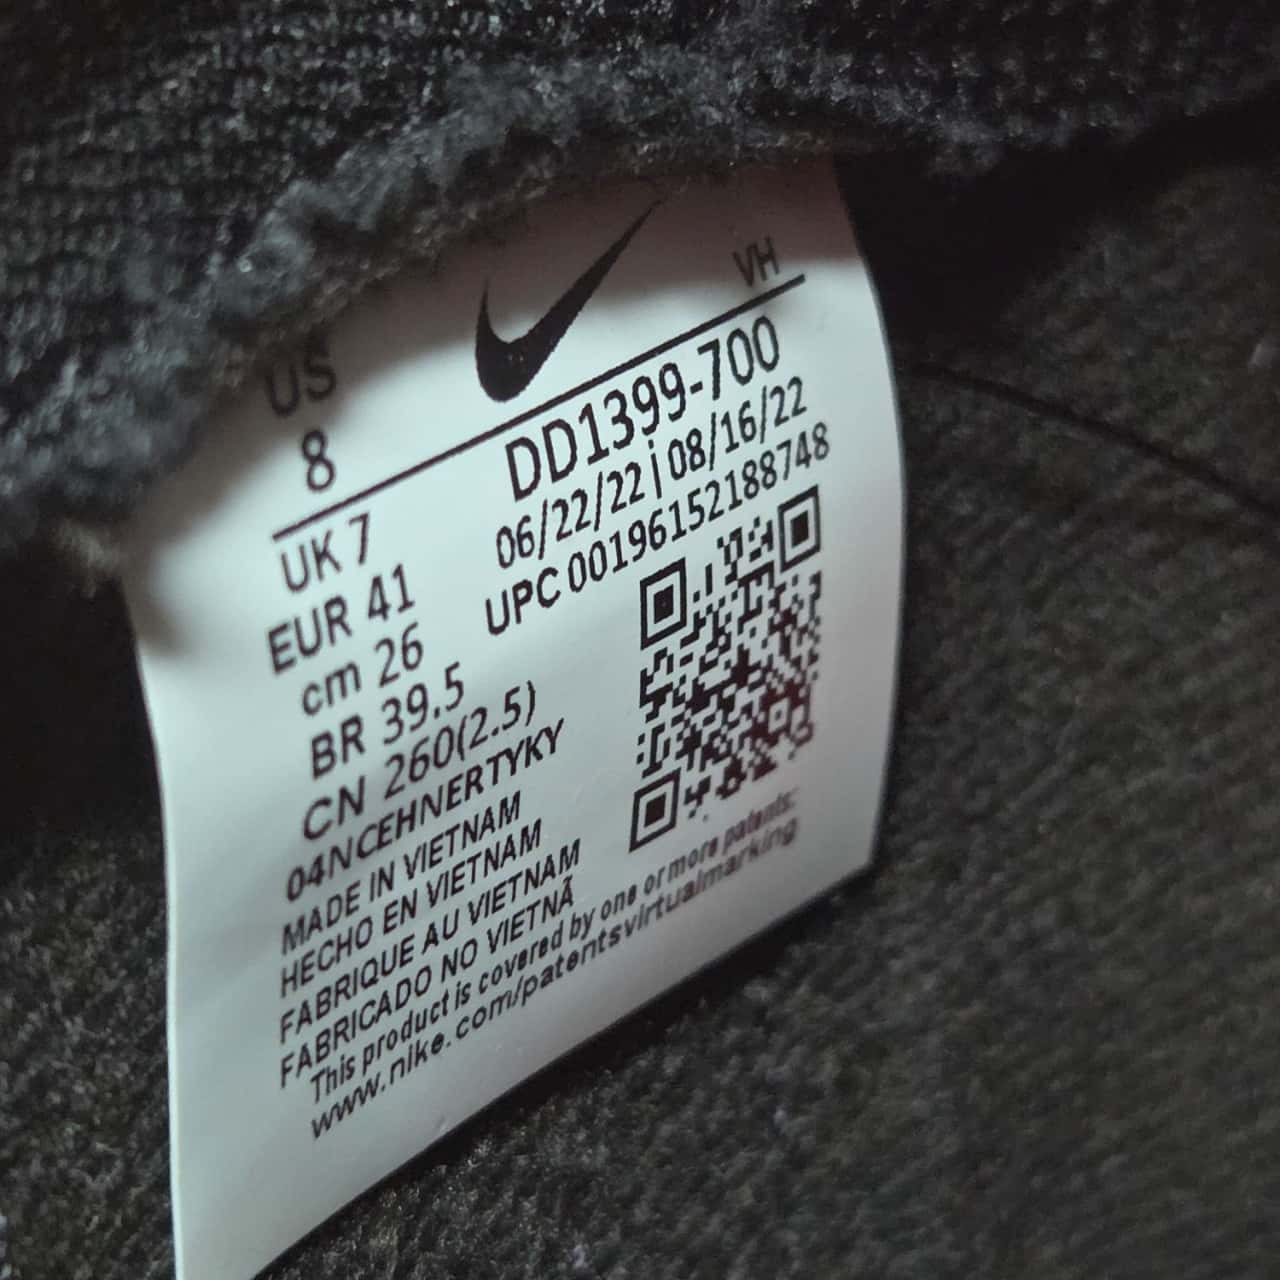 US
8
VH
DD1399-700
06/22/22 | 08/16/22
UPC 00196152188748
UK 7
EUR 41
cm 26
BR 39.5
CN 260(2.5)
04NCEHNERTYKY
MADE IN VIETNAM
HECHO EN VIETNAM
FABRIQUE AU VIETNAM
FABRICADO NO VIETNÃ
This product is covered by one or more patents:
www.nike.com/patentsvirtualmarking